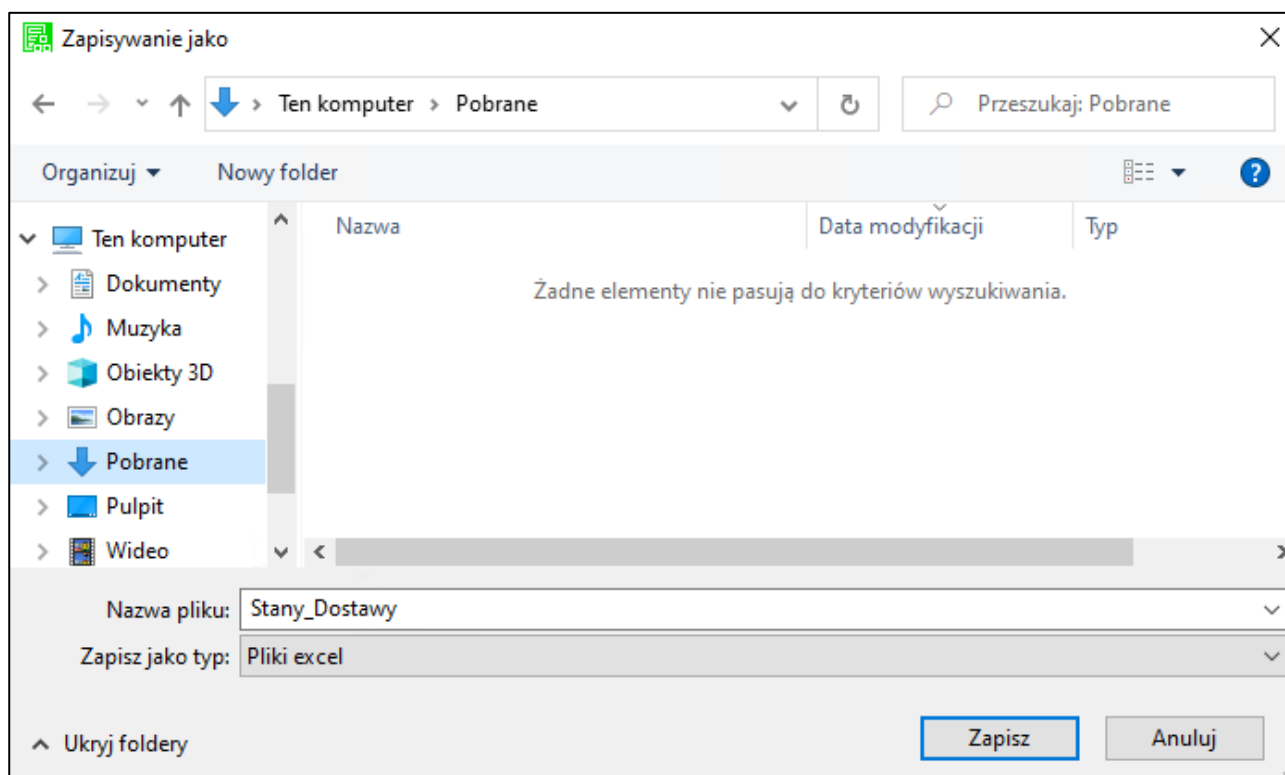 Zapisywanie jako
Ten komputer > Pobrane
Przeszukaj: Pobrane
Organizuj
Nowy folder
?
Nazwa
Data modyfikacji
Typ
Ten komputer
Dokumenty
Muzyka
Obiekty 3D
Obrazy
Pobrane
Pulpit
Wideo
Żadne elementy nie pasują do kryteriów wyszukiwania.
Nazwa pliku: Stany_Dostawy
Zapisz jako typ: Pliki excel
Ukryj foldery
Zapisz
Anuluj